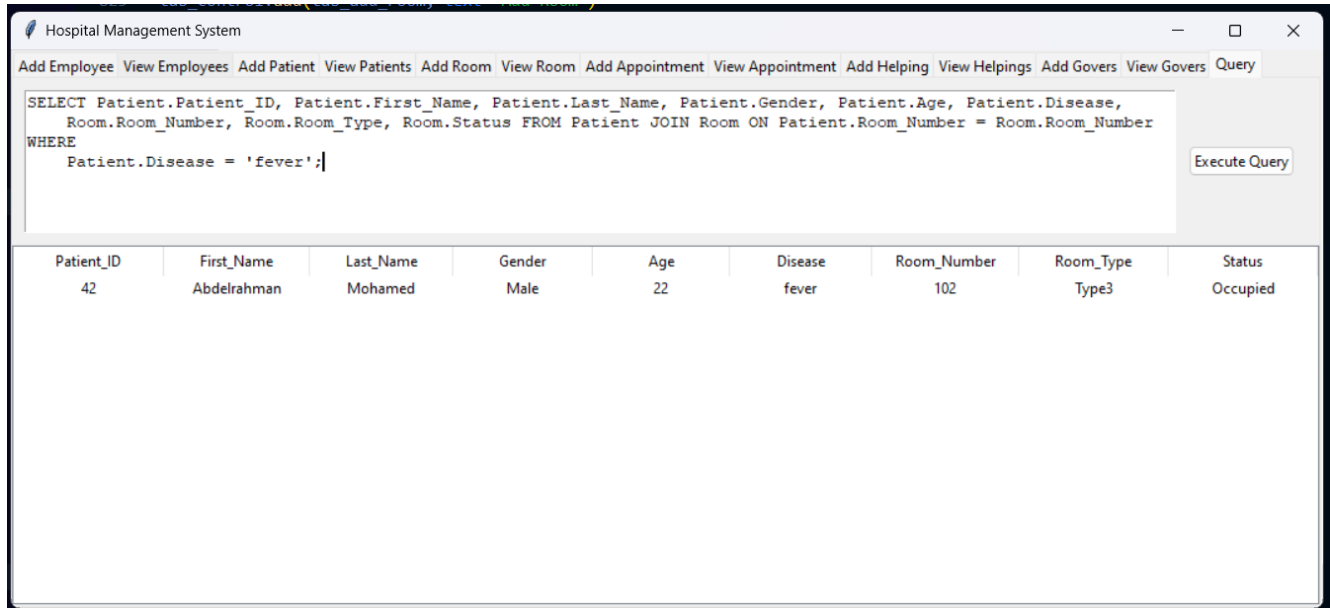 Hospital Management System
Add Employee View Employees Add Patient View Patients Add Room View Room Add Appointment View Appointment Add Helping View Helpings Add Govers View Govers Query
SELECT Patient.Patient_ID, Patient.First_Name, Patient.Last_Name, Patient.Gender, Patient.Age, Patient.Disease,
Room.Room_Number, Room.Room_Type, Room.Status FROM Patient JOIN Room ON Patient.Room_Number = Room.Room_Number
WHERE
Patient.Disease = 'fever';
Execute Query
Patient_ID First_Name Last_Name Gender Age Disease Room_Number Room_Type Status
42 Abdelrahman Mohamed Male 22 fever 102 Type3 Occupied